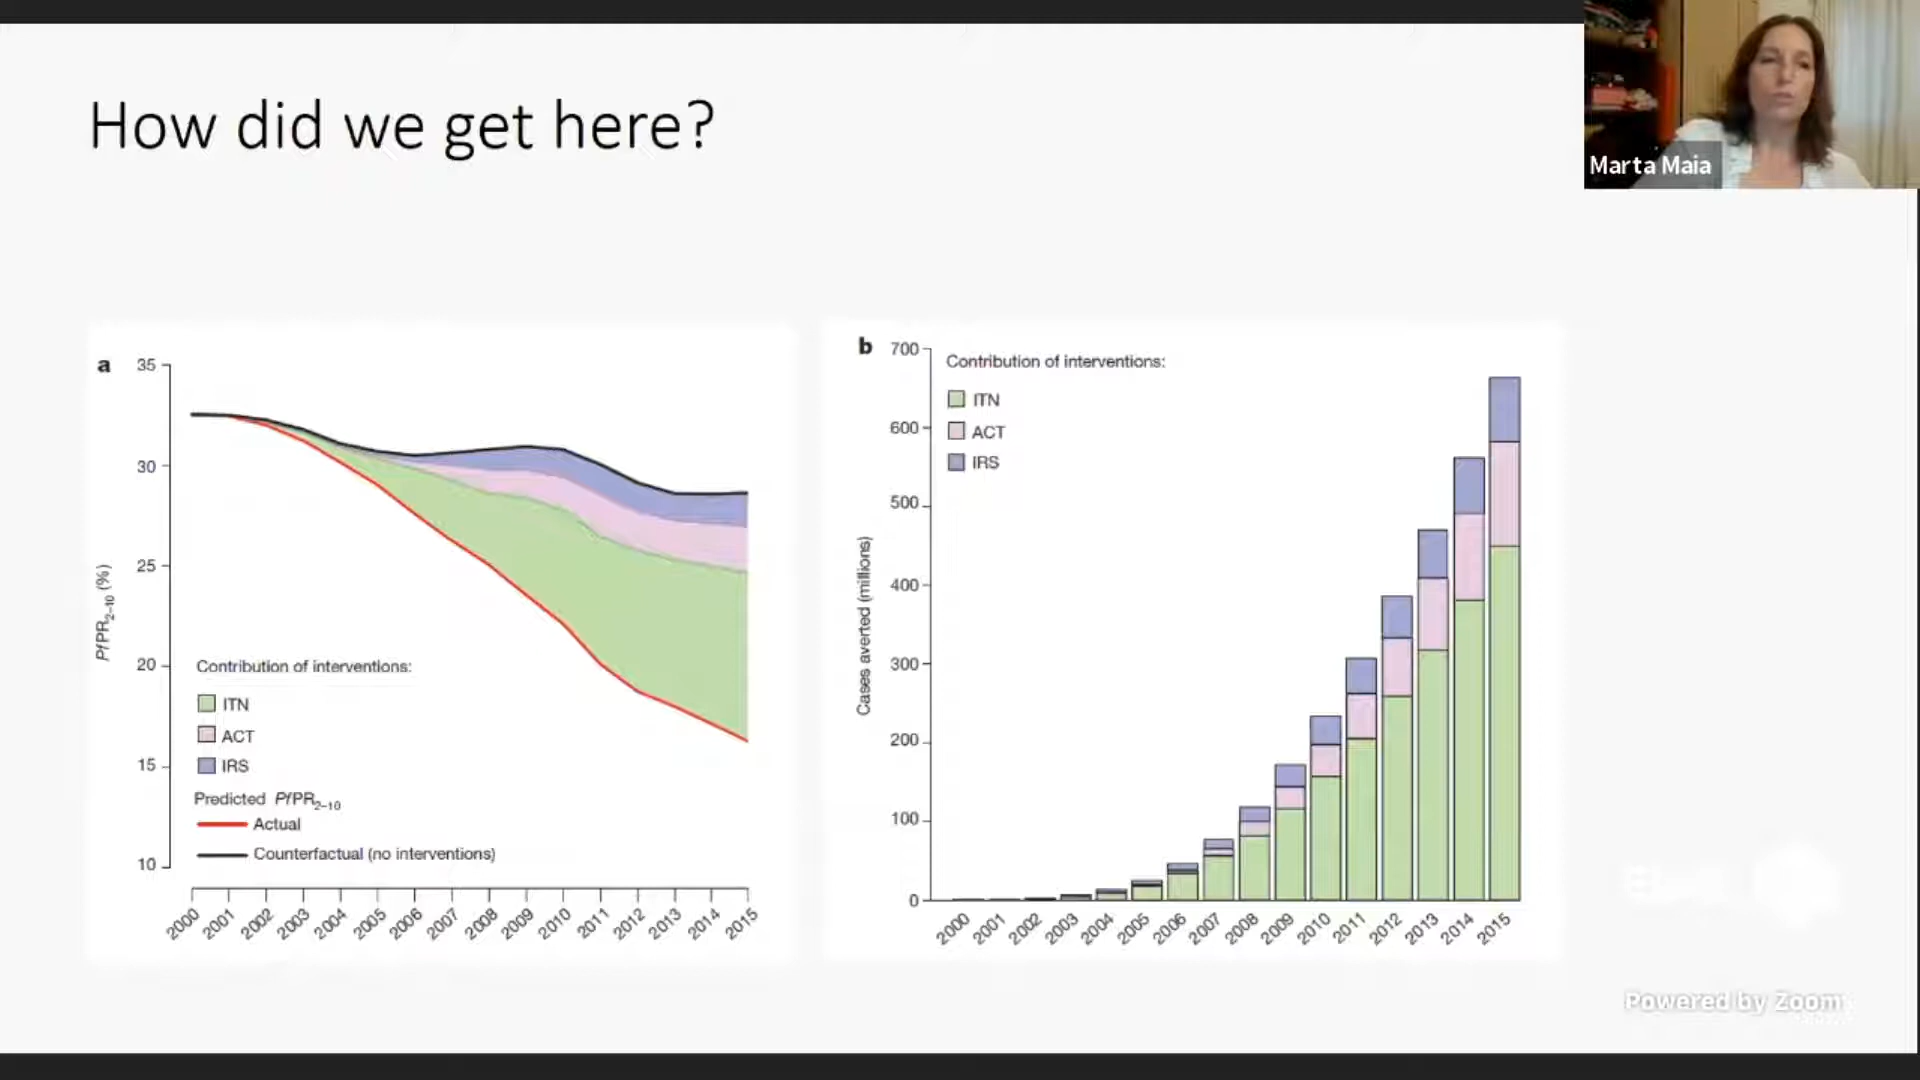 How did we get here?
Marta Maia
a
35
30
25
20
15
10
PfPR2–10 (%)
Contribution of interventions:
ITN
ACT
IRS
Predicted PfPR2–10
Actual
Counterfactual (no interventions)
2000 2001 2002 2003 2004 2005 2006 2007 2008 2009 2010 2011 2012 2013 2014 2015
b
700
600
500
400
300
200
100
0
Cases averted (millions)
Contribution of interventions:
ITN
ACT
IRS
2000 2001 2002 2003 2004 2005 2006 2007 2008 2009 2010 2011 2012 2013 2014 2015
Powered by Zoom